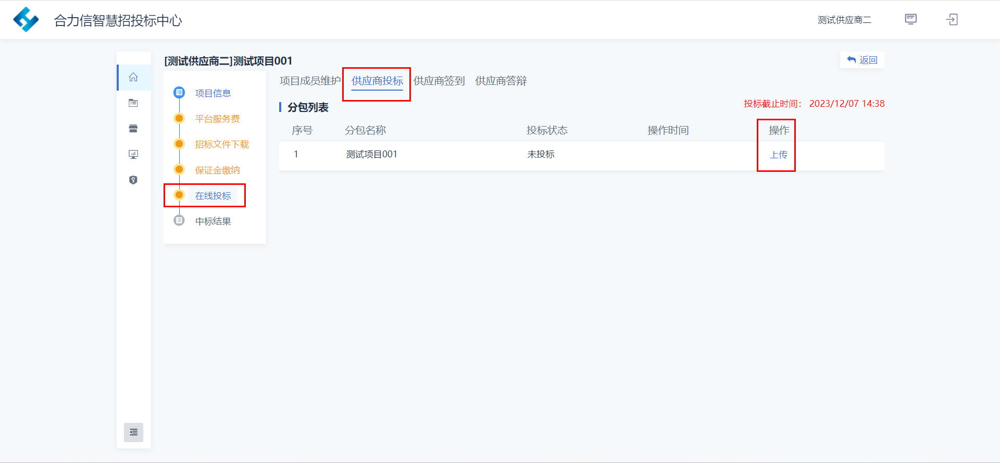 合力信智慧招投标中心
测试供应商二
[测试供应商二]测试项目001
返回
项目信息
平台服务费
招标文件下载
保证金缴纳
在线投标
中标结果
项目成员维护 供应商投标 供应商签到 供应商答辩
分包列表
投标截止时间： 2023/12/07 14:38
序号 分包名称 投标状态 操作时间 操作
1 测试项目001 未投标 上传